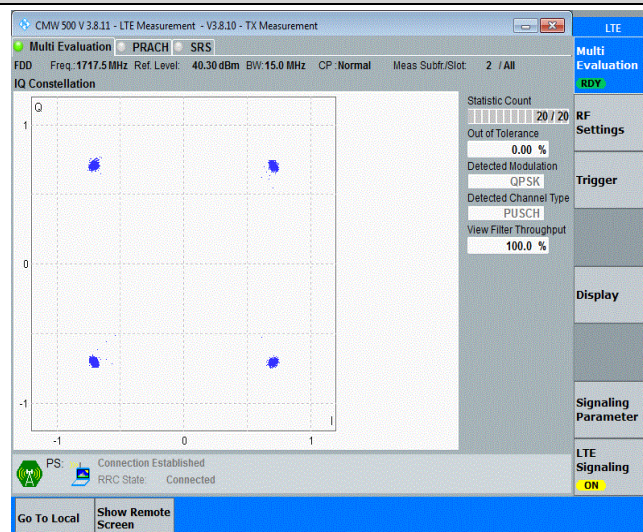 CMW 500 V 3.8.11 - LTE Measurement - V3.8.10 - TX Measurement
LTE
Multi Evaluation PRACH SRS
Multi
Evaluation
RDY
FDD Freq.:1717.5 MHz Ref. Level: 40.30 dBm BW:15.0 MHz CP:Normal Meas Subfr./Slot: 2 / All
IQ Constellation
Q
1
0
-1
I
-1 0 1
Statistic Count
20 / 20
Out of Tolerance
0.00 %
Detected Modulation
QPSK
Detected Channel Type
PUSCH
View Filter Throughput
100.0 %
RF
Settings
Trigger
Display
Signaling
Parameter
LTE
Signaling
ON
PS: Connection Established
RRC State: Connected
Go To Local
Show Remote
Screen